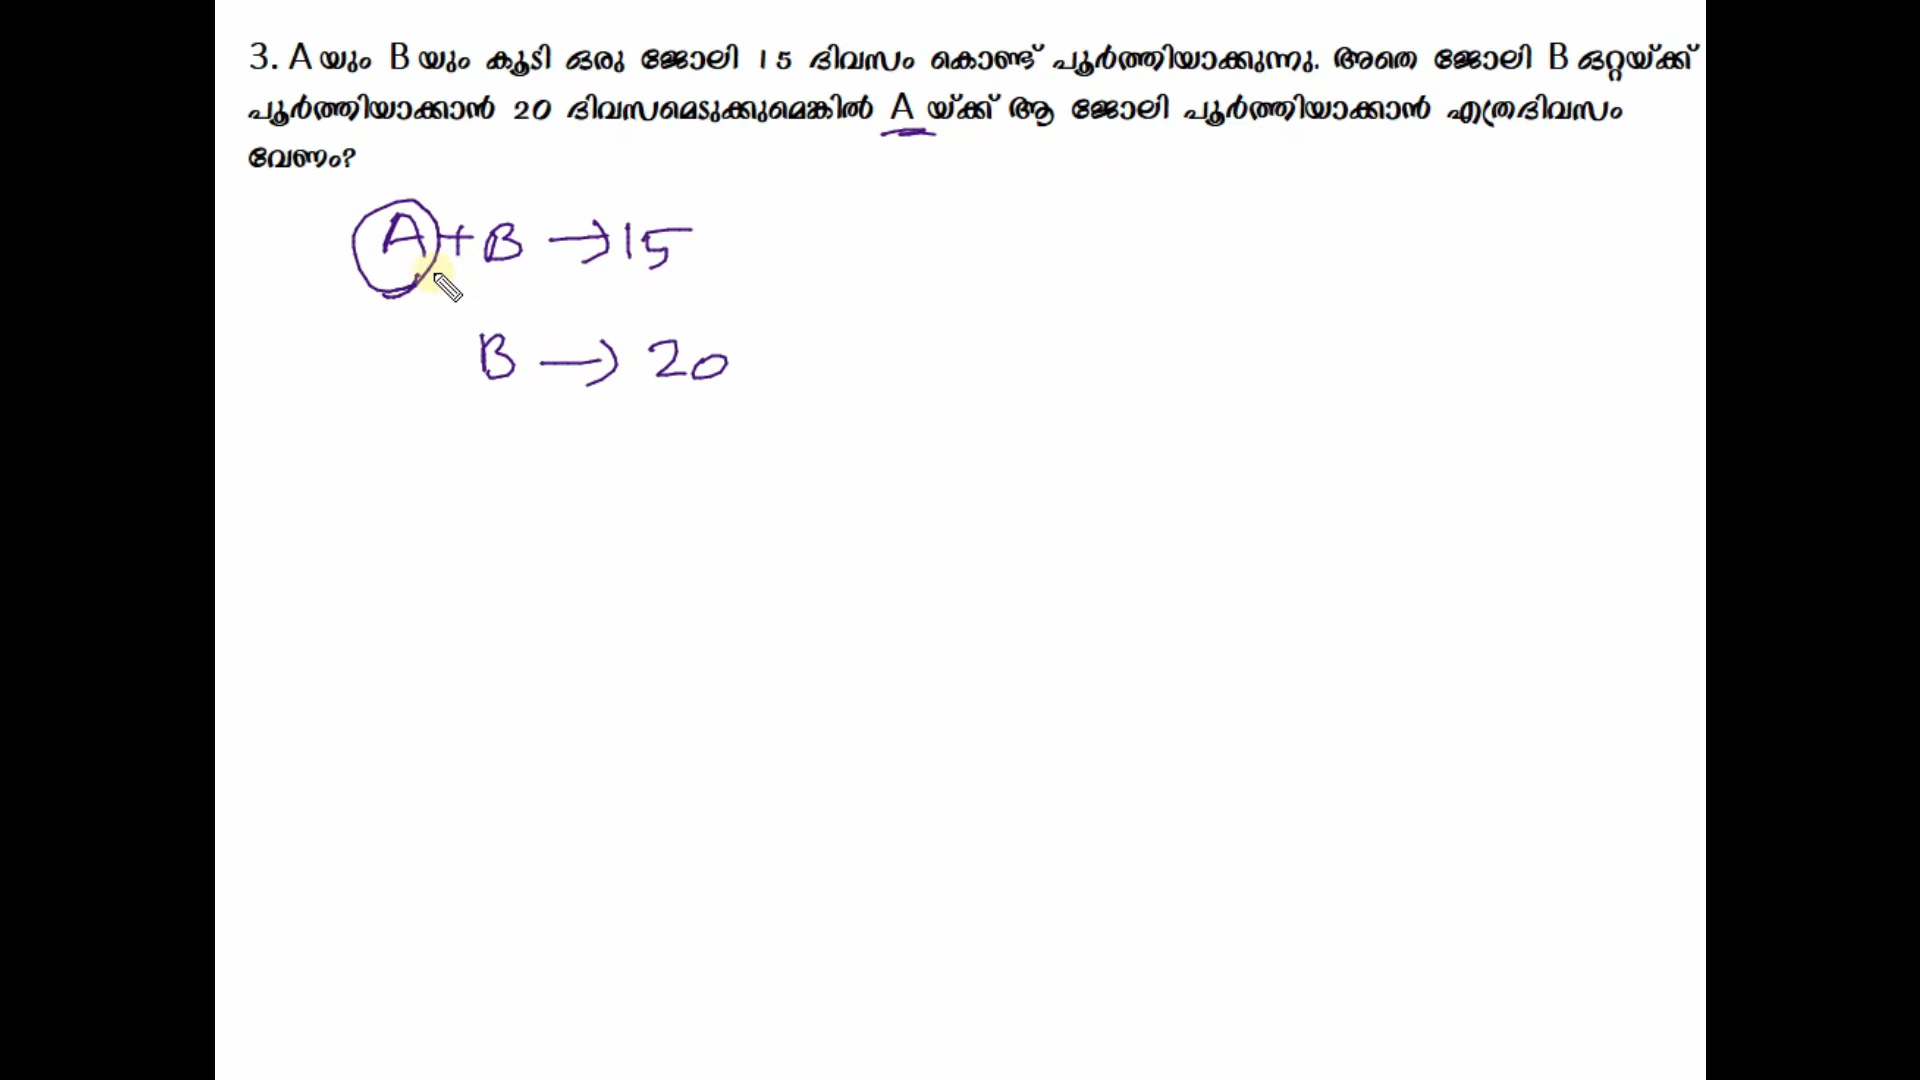 3. A യും B യും കൂടി ഒരു ജോലി 15 ദിവസം കൊണ്ട് പൂർത്തിയാക്കുന്നു. അതെ ജോലി B ഒറ്റയ്ക്ക്
പൂർത്തിയാക്കാൻ 20 ദിവസമെടുക്കുമെങ്കിൽ A യ്ക്ക് ആ ജോലി പൂർത്തിയാക്കാൻ എത്രദിവസം
വേണം?
A + B → 15
B → 20